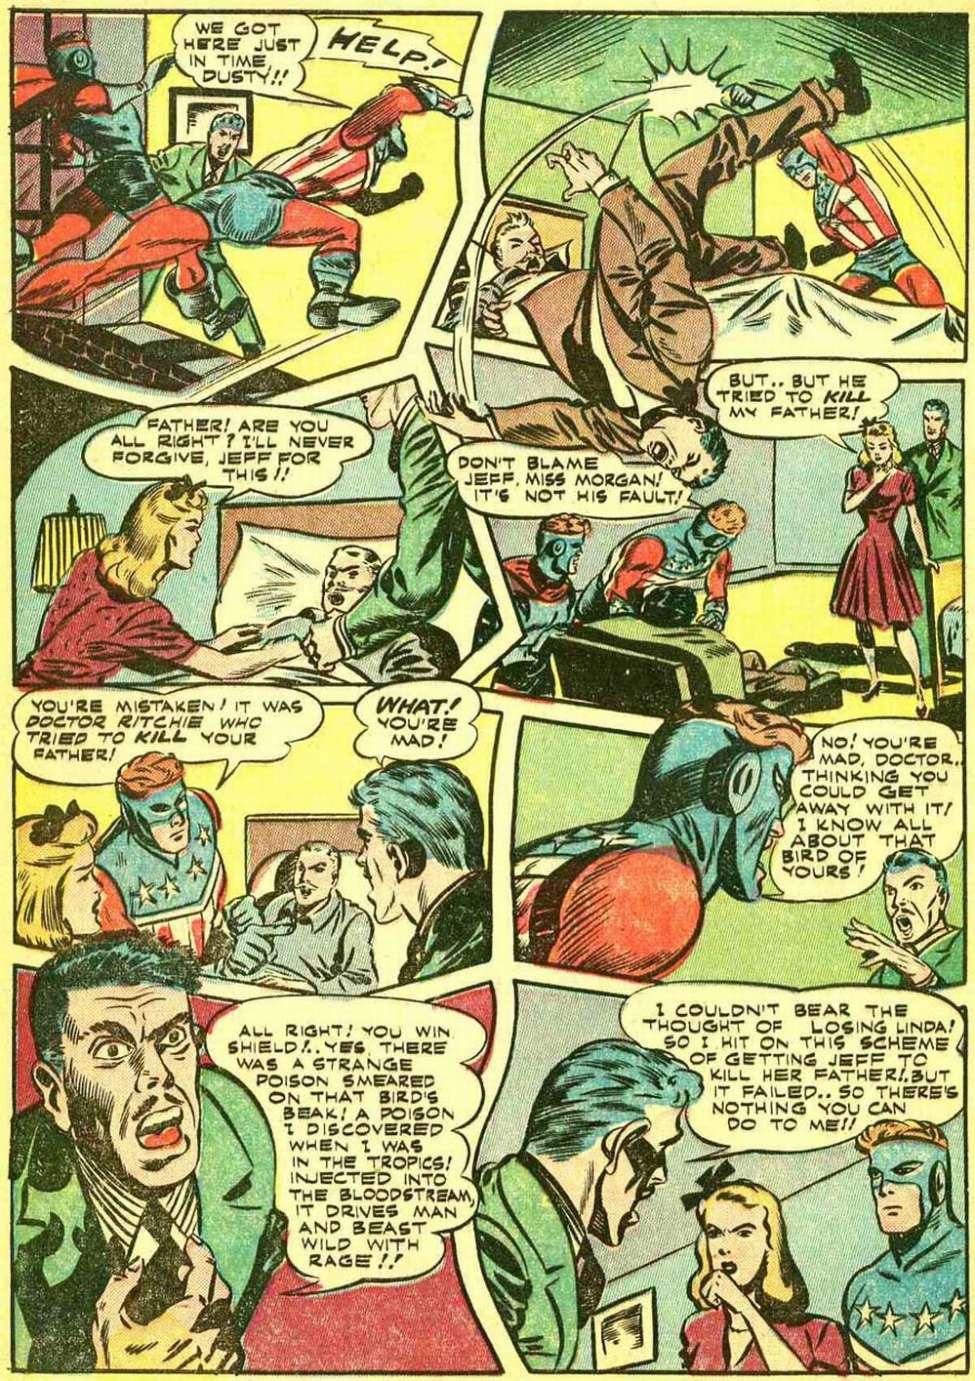 WE GOT
HERE JUST
IN TIME,
DUSTY!!
HELP!
FATHER! ARE YOU
ALL RIGHT? I'LL NEVER
FORGIVE, JEFF FOR
THIS!!
DON'T BLAME
JEFF, MISS MORGAN!
IT'S NOT HIS FAULT!
BUT.. BUT HE
TRIED TO KILL
MY FATHER!
YOU'RE MISTAKEN! IT WAS
DOCTOR RITCHIE WHO
TRIED TO KILL YOUR
FATHER!
WHAT!
YOU'RE
MAD!
NO! YOU'RE
MAD, DOCTOR..
THINKING YOU
COULD GET
AWAY WITH IT!
I KNOW ALL
ABOUT THAT
BIRD OF
YOURS!
ALL RIGHT! YOU WIN
SHIELD!..YES, THERE
WAS A STRANGE
POISON SMEARED
ON THAT BIRD'S
BEAK! A POISON
I DISCOVERED
WHEN I WAS
IN THE TROPICS!
INJECTED INTO
THE BLOODSTREAM,
IT DRIVES MAN
AND BEAST
WILD WITH
RAGE!!
I COULDN'T BEAR THE
THOUGHT OF LOSING LINDA!
SO I HIT ON THIS SCHEME
OF GETTING JEFF TO
KILL HER FATHER!.BUT
IT FAILED.. SO THERE'S
NOTHING YOU CAN
DO TO ME!!